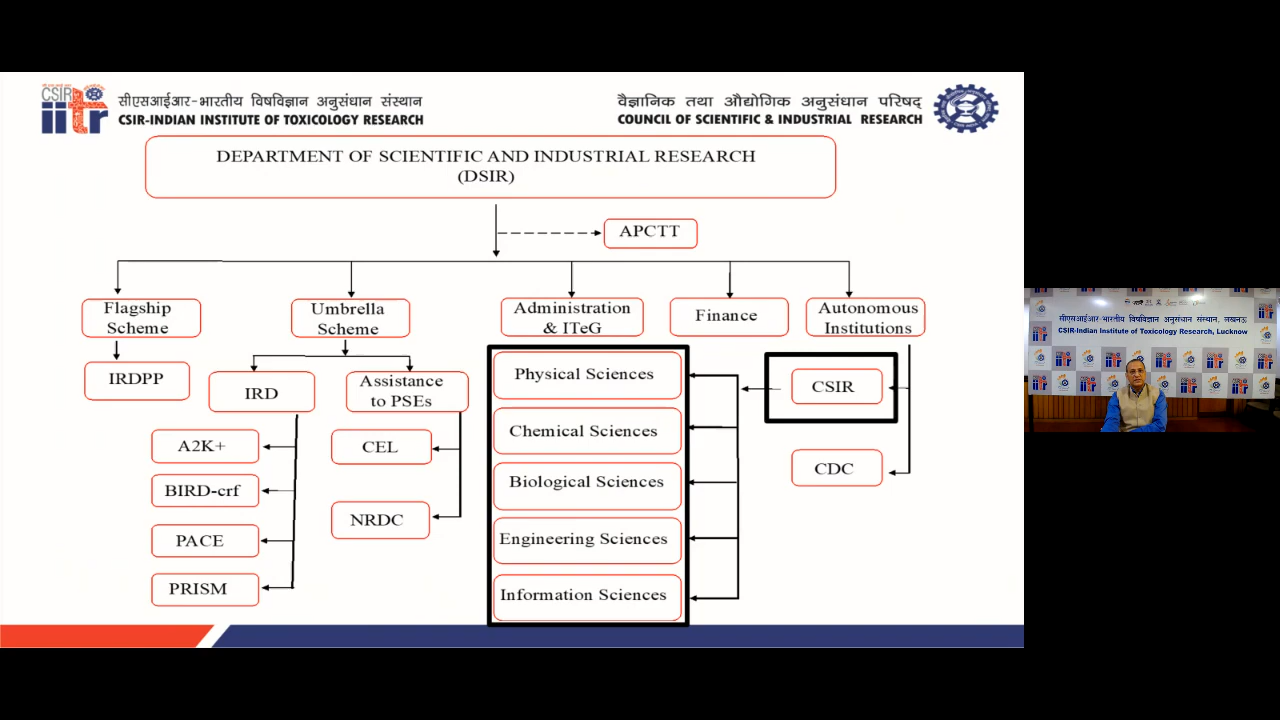 CSIR
iitr
सीएसआईआर-भारतीय विषविज्ञान अनुसंधान संस्थान
CSIR-INDIAN INSTITUTE OF TOXICOLOGY RESEARCH
वैज्ञानिक तथा औद्योगिक अनुसंधान परिषद्
COUNCIL OF SCIENTIFIC & INDUSTRIAL RESEARCH
DEPARTMENT OF SCIENTIFIC AND INDUSTRIAL RESEARCH
(DSIR)
APCTT
Flagship
Scheme
Umbrella
Scheme
Administration
& ITeG
Finance
Autonomous
Institutions
IRDPP
IRD
Assistance
to PSEs
A2K+
BIRD-crf
PACE
PRISM
CEL
NRDC
Physical Sciences
Chemical Sciences
Biological Sciences
Engineering Sciences
Information Sciences
CSIR
CDC
सीएसआईआर-भारतीय विषविज्ञान अनुसंधान संस्थान, लखनऊ
CSIR-Indian Institute of Toxicology Research, Lucknow